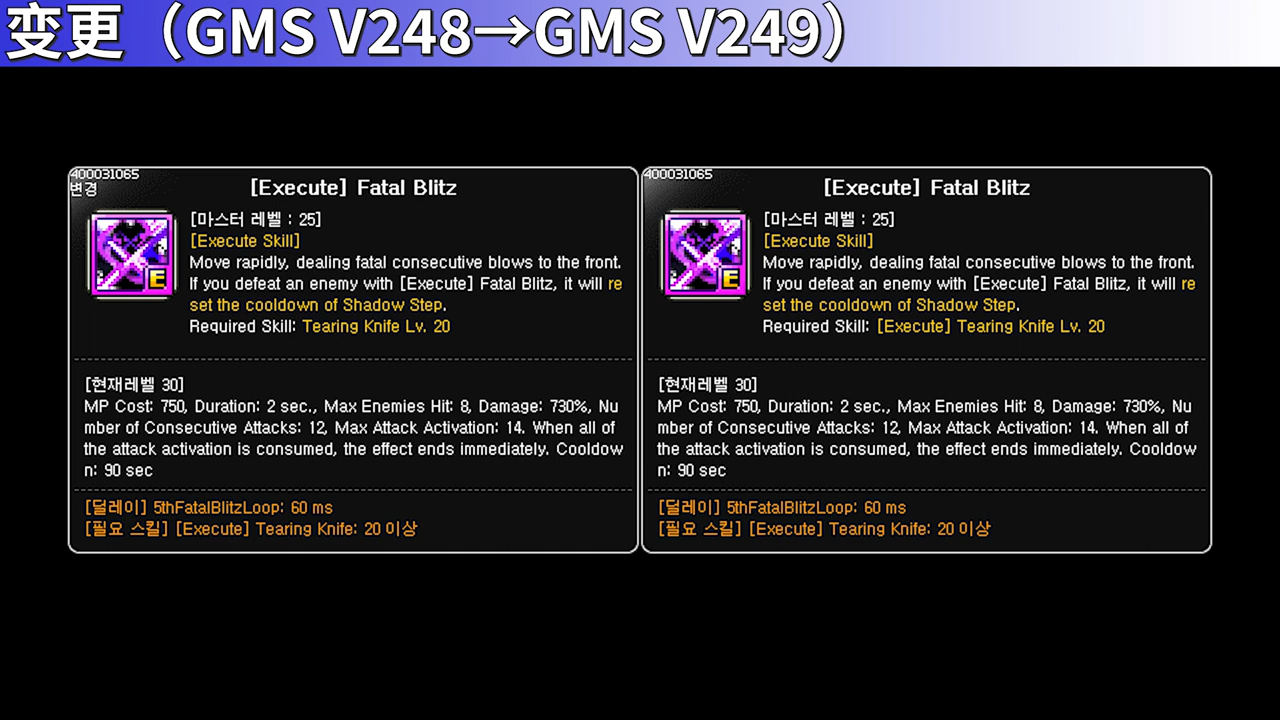 变更（GMS V248→GMS V249）
400031065
변경
[Execute] Fatal Blitz
[마스터 레벨 : 25]
[Execute Skill]
Move rapidly, dealing fatal consecutive blows to the front.
If you defeat an enemy with [Execute] Fatal Blitz, it will re
set the cooldown of Shadow Step.
Required Skill: Tearing Knife Lv. 20
E
[현재레벨 30]
MP Cost: 750, Duration: 2 sec., Max Enemies Hit: 8, Damage: 730%, Nu
mber of Consecutive Attacks: 12, Max Attack Activation: 14. When all of
the attack activation is consumed, the effect ends immediately. Cooldow
n: 90 sec
[딜레이] 5thFatalBlitzLoop: 60 ms
[필요 스킬] [Execute] Tearing Knife: 20 이상
400031065
[Execute] Fatal Blitz
[마스터 레벨 : 25]
[Execute Skill]
Move rapidly, dealing fatal consecutive blows to the front.
If you defeat an enemy with [Execute] Fatal Blitz, it will re
set the cooldown of Shadow Step.
Required Skill: [Execute] Tearing Knife Lv. 20
E
[현재레벨 30]
MP Cost: 750, Duration: 2 sec., Max Enemies Hit: 8, Damage: 730%, Nu
mber of Consecutive Attacks: 12, Max Attack Activation: 14. When all of
the attack activation is consumed, the effect ends immediately. Cooldow
n: 90 sec
[딜레이] 5thFatalBlitzLoop: 60 ms
[필요 스킬] [Execute] Tearing Knife: 20 이상